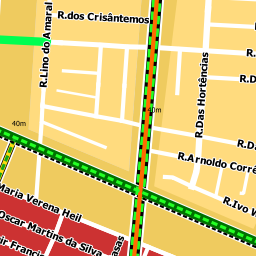 R.dos Crisântemos
R.Lino do Amaral
R.Das Hortências
40m
40m
R.Arnoldo Corrê
R.Ivo
Maria Verena Heil
Oscar Martins da Silva
Franci